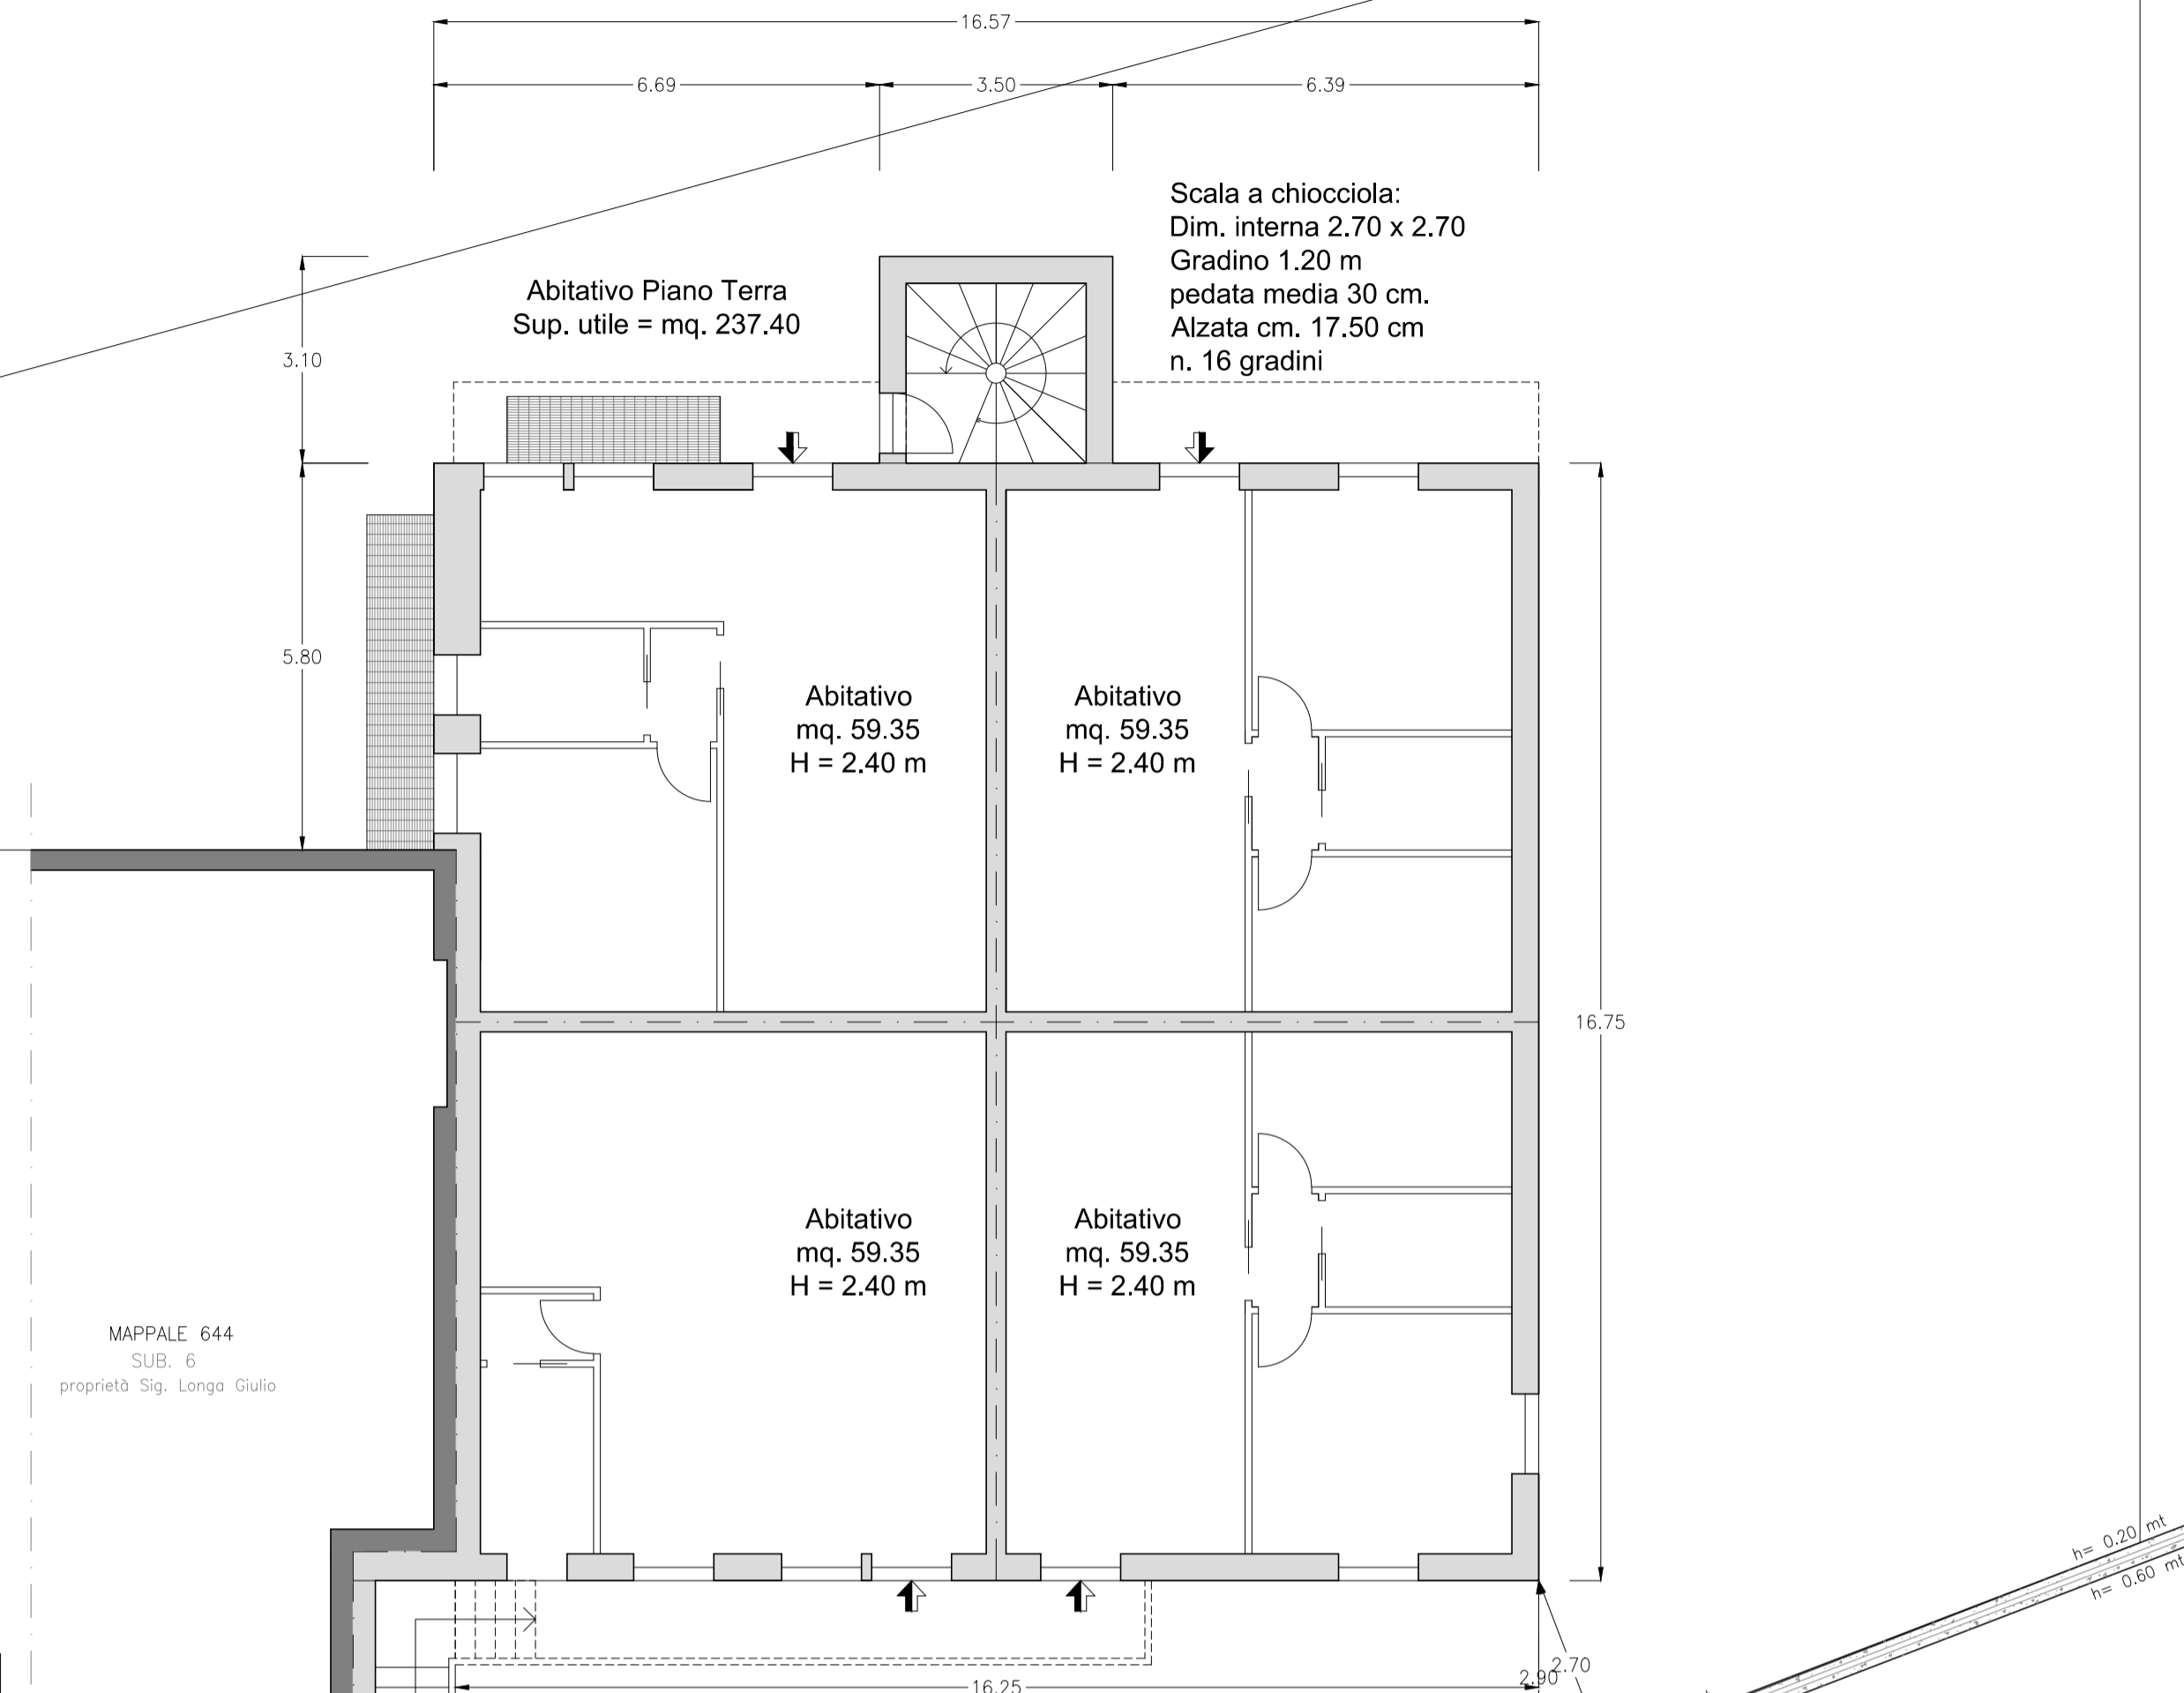 16.57
6.69
3.50
6.39
Scala a chiocciola:
Dim. interna 2.70 x 2.70
Gradino 1.20 m
pedata media 30 cm.
Alzata cm. 17.50 cm
n. 16 gradini
Abitativo Piano Terra
Sup. utile = mq. 237.40
3.10
5.80
Abitativo
mq. 59.35
H = 2.40 m
Abitativo
mq. 59.35
H = 2.40 m
16.75
Abitativo
mq. 59.35
H = 2.40 m
Abitativo
mq. 59.35
H = 2.40 m
MAPPALE 644
SUB. 6
proprietà Sig. Longa Giulio
h= 0.20 mt
h= 0.60 mt
2.70
2.90
16.25